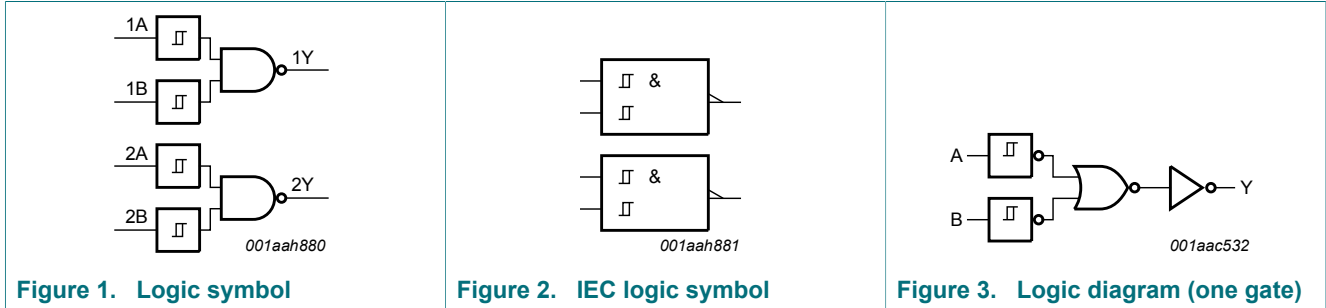 1A
1Y
1B
2A
2Y
2B
001aah880
Figure 1. Logic symbol
&
&
001aah881
Figure 2. IEC logic symbol
A
Y
B
001aac532
Figure 3. Logic diagram (one gate)